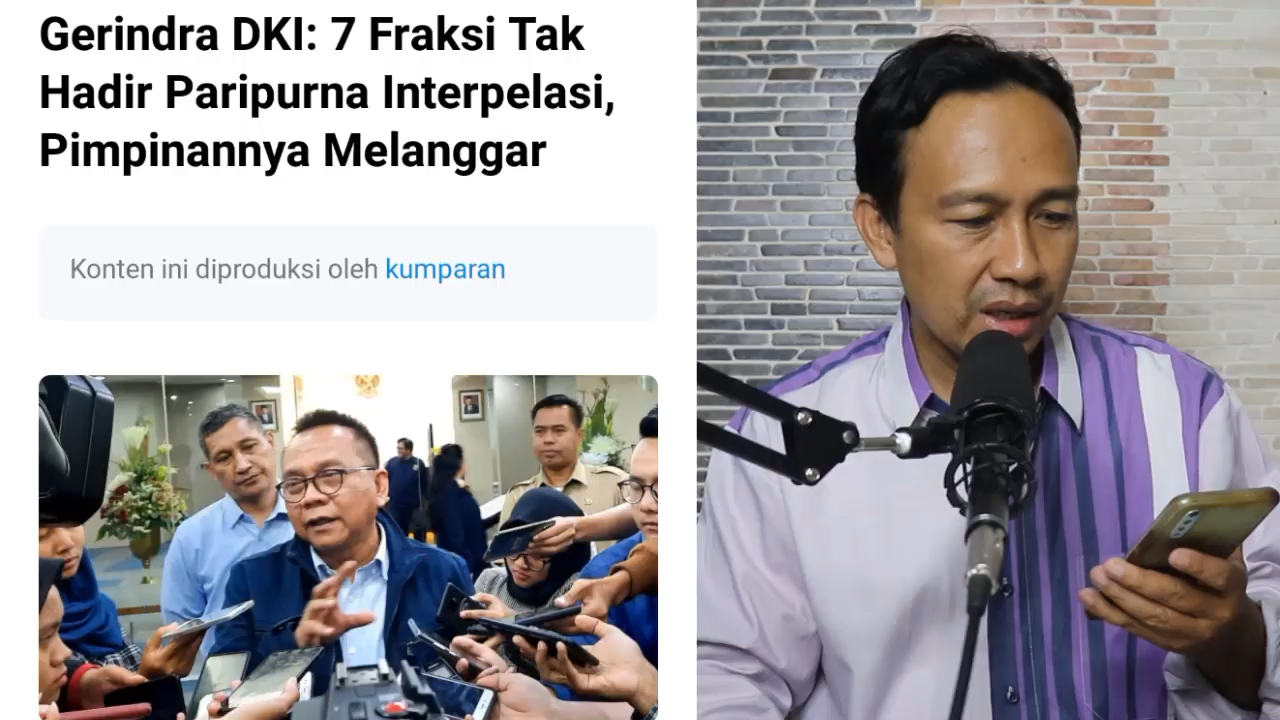 Gerindra DKI: 7 Fraksi Tak
Hadir Paripurna Interpelasi,
Pimpinannya Melanggar
Konten ini diproduksi oleh kumparan